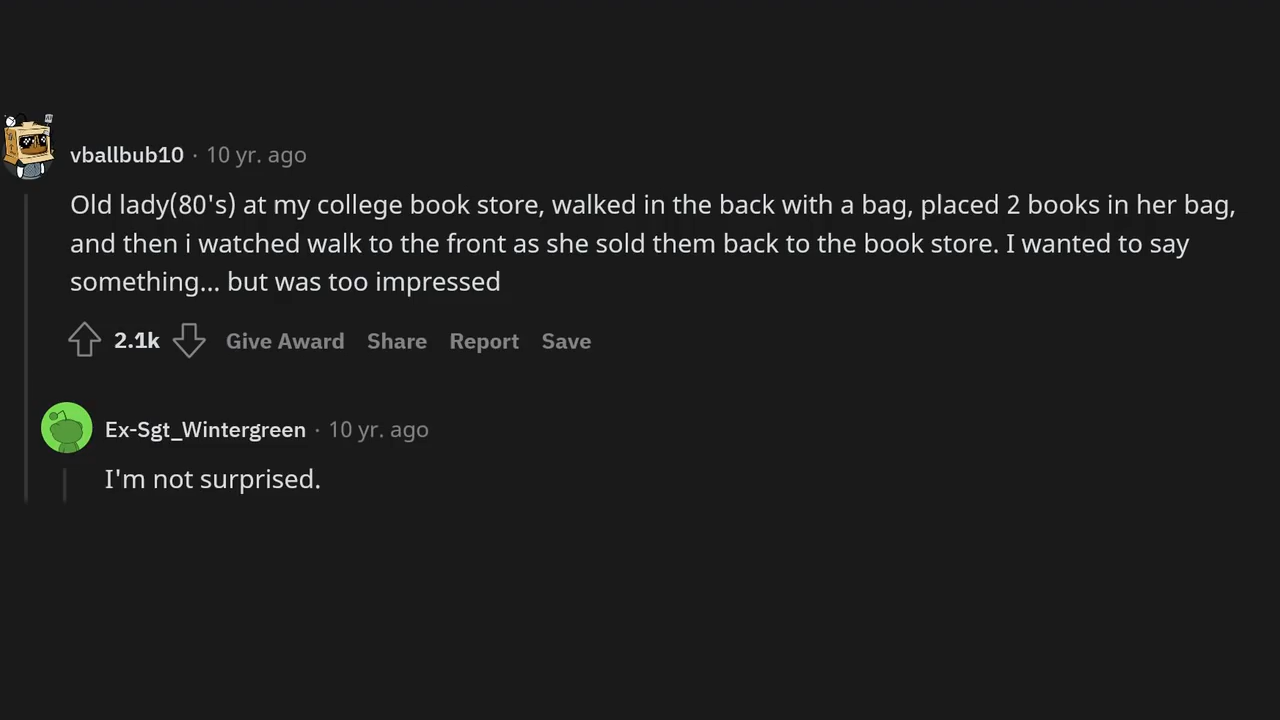 vballbub10 · 10 yr. ago
Old lady(80's) at my college book store, walked in the back with a bag, placed 2 books in her bag,
and then i watched walk to the front as she sold them back to the book store. I wanted to say
something... but was too impressed
2.1k Give Award Share Report Save
Ex-Sgt_Wintergreen · 10 yr. ago
I'm not surprised.